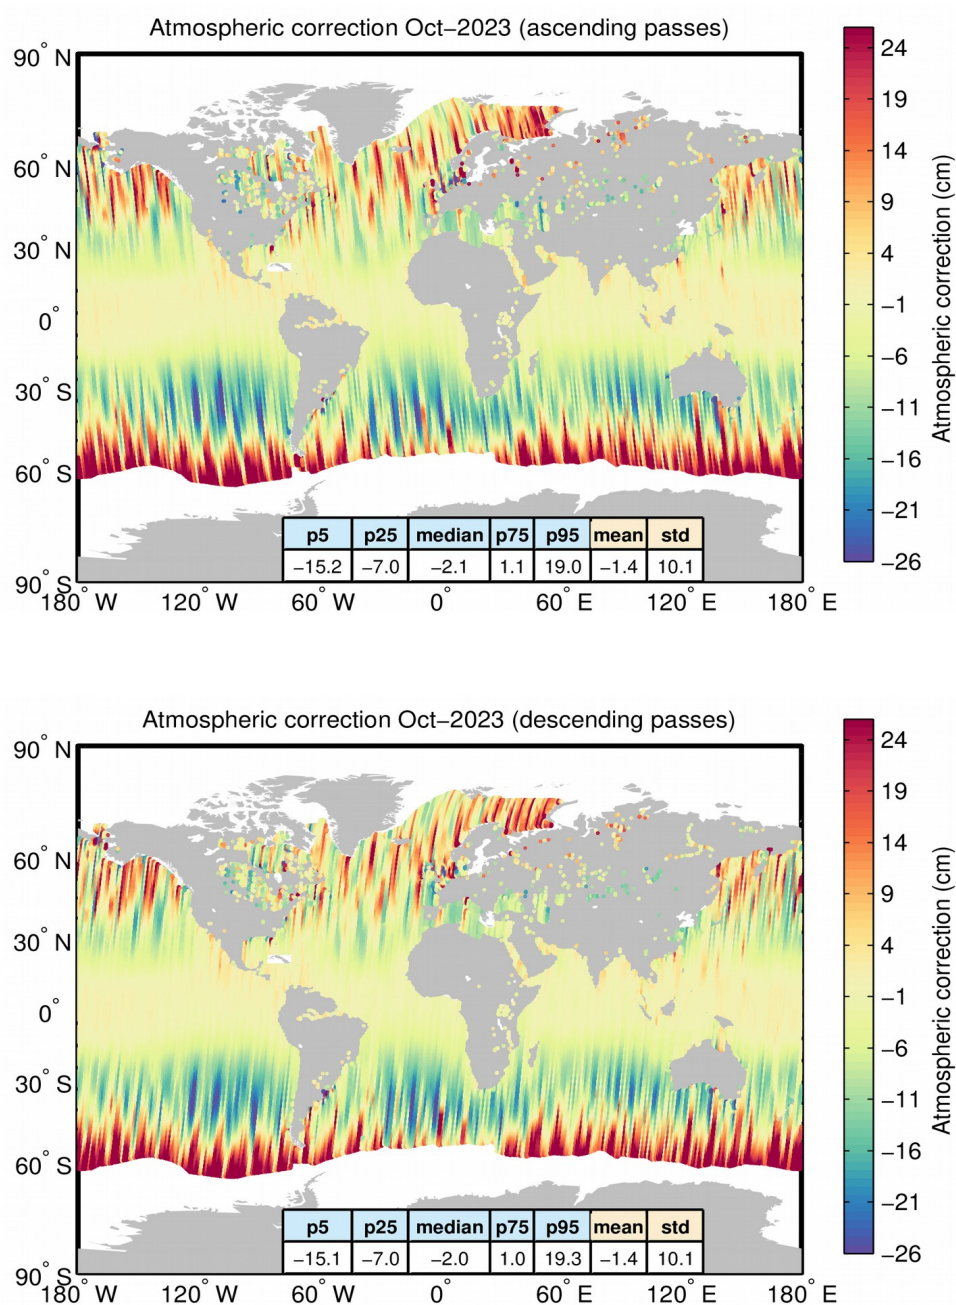 Atmospheric correction Oct−2023 (ascending passes)
90° N
60° N
30° N
0°
30° S
60° S
90° S
180° W 120° W 60° W 0° 60° E 120° E 180° E
p5 p25 median p75 p95 mean std
−15.2 −7.0 −2.1 1.1 19.0 −1.4 10.1
24
19
14
9
4
−1
−6
−11
−16
−21
−26
Atmospheric correction (cm)
Atmospheric correction Oct−2023 (descending passes)
90° N
60° N
30° N
0°
30° S
60° S
90° S
180° W 120° W 60° W 0° 60° E 120° E 180° E
p5 p25 median p75 p95 mean std
−15.1 −7.0 −2.0 1.0 19.3 −1.4 10.1
24
19
14
9
4
−1
−6
−11
−16
−21
−26
Atmospheric correction (cm)